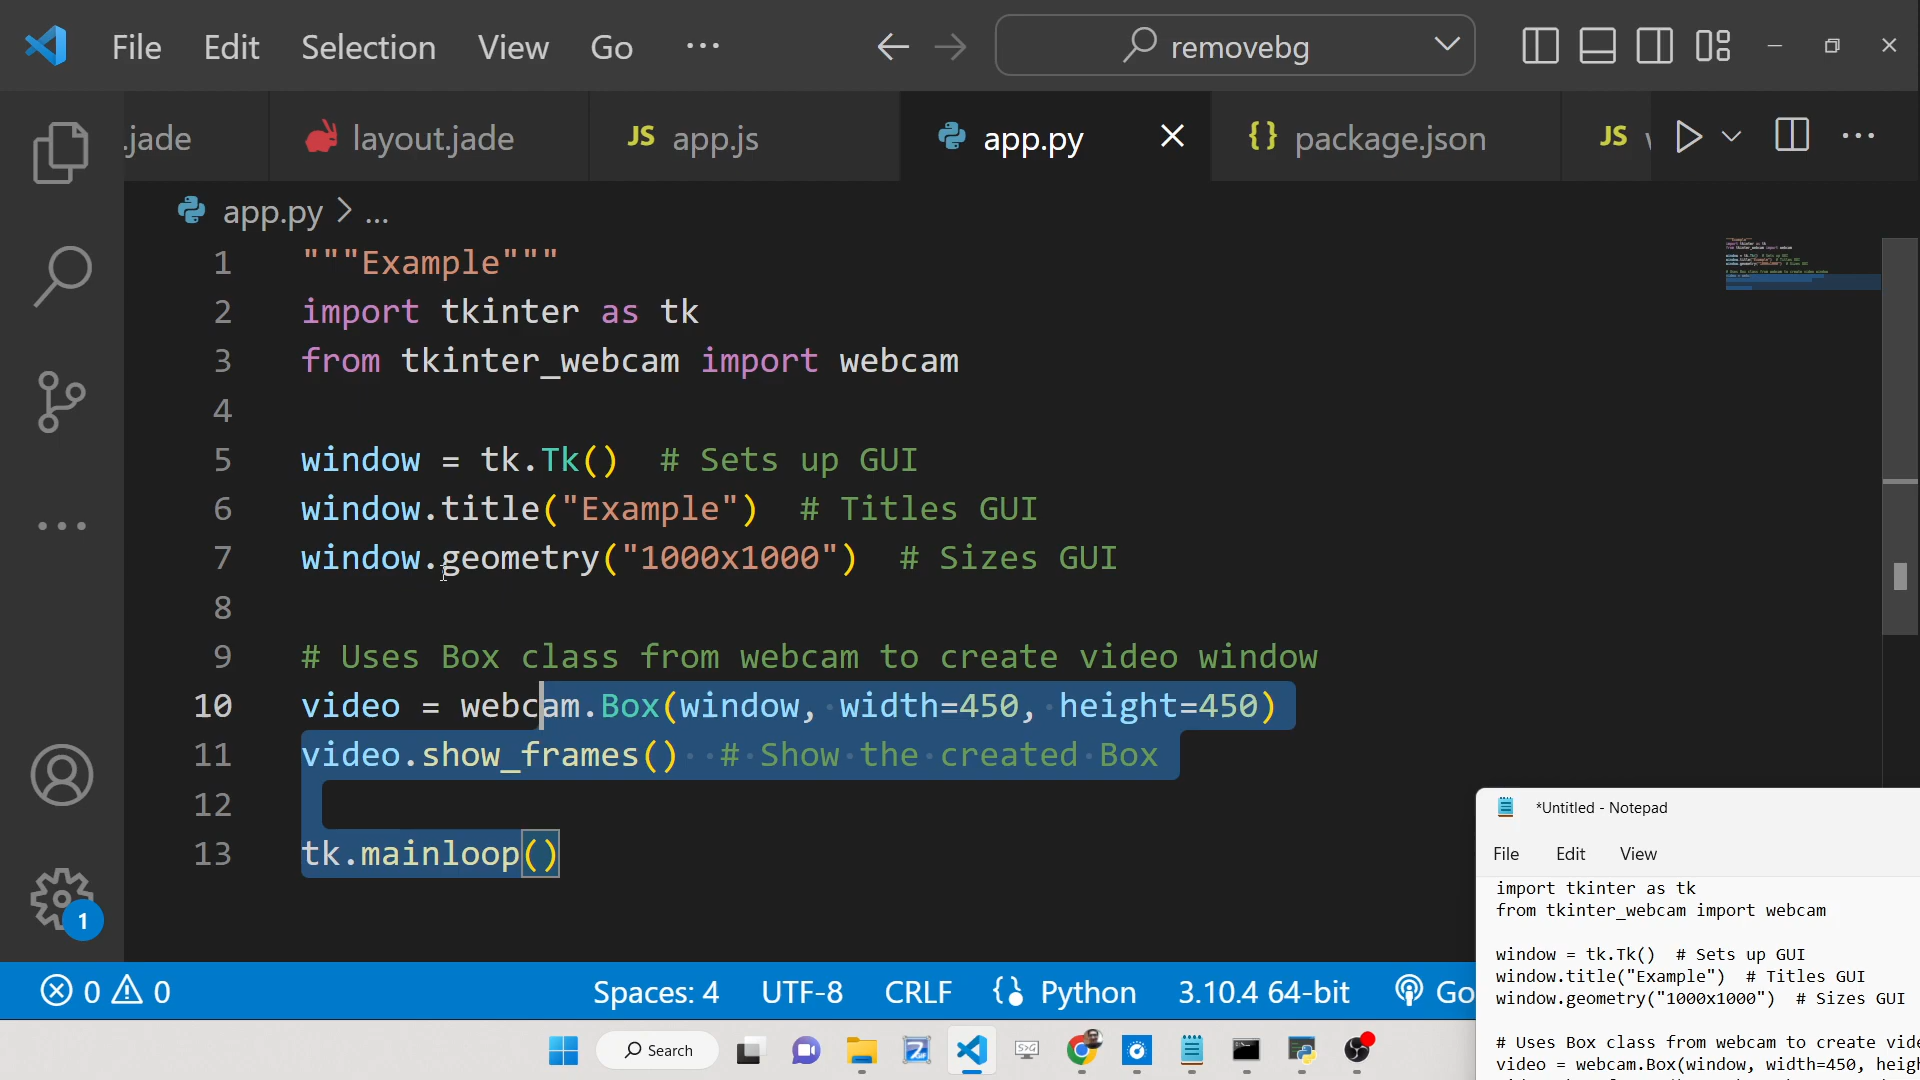 File Edit Selection View Go ...
removebg
.jade layout.jade JS app.js app.py {} package.json JS
app.py > ...
1 """Example"""
2 import tkinter as tk
3 from tkinter_webcam import webcam
4
5 window = tk.Tk()  # Sets up GUI
6 window.title("Example")  # Titles GUI
7 window.geometry("1000x1000")  # Sizes GUI
8
9 # Uses Box class from webcam to create video window
10 video = webcam.Box(window, width=450, height=450)
11 video.show_frames()  # Show the created Box
12
13 tk.mainloop()
1
0 0 Spaces: 4 UTF-8 CRLF Python 3.10.4 64-bit Go
*Untitled - Notepad
File Edit View
import tkinter as tk
from tkinter_webcam import webcam
window = tk.Tk()  # Sets up GUI
window.title("Example")  # Titles GUI
window.geometry("1000x1000")  # Sizes GUI
# Uses Box class from webcam to create vide
video = webcam.Box(window, width=450, heigh
Search